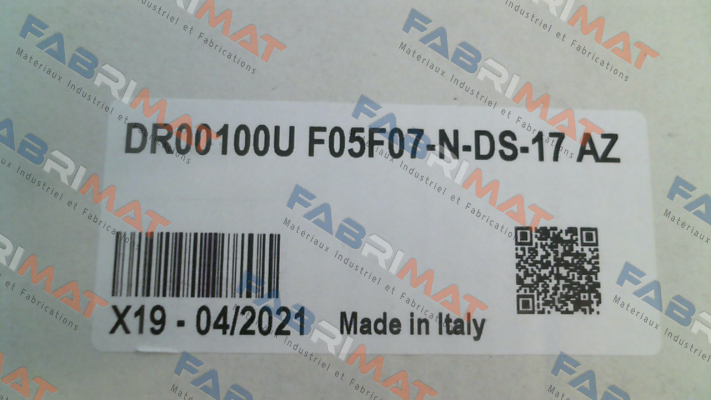 DR00100U F05F07-N-DS-17 AZ
X19 - 04/2021 Made in Italy
FABRIMAT
Materiaux Industriel et Fabrications